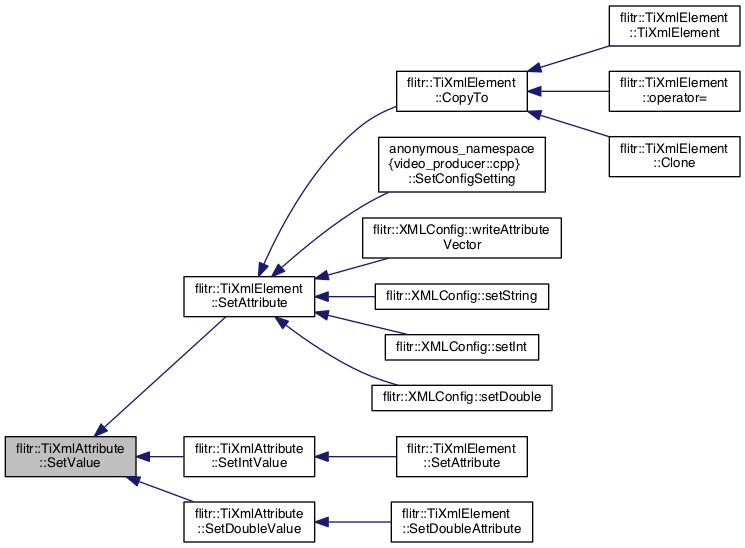 flitr::TiXmlElement
::TiXmlElement
flitr::TiXmlElement
::CopyTo
flitr::TiXmlElement
::operator=
flitr::TiXmlElement
::Clone
anonymous_namespace
{video_producer::cpp}
::SetConfigSetting
flitr::XMLConfig::writeAttribute
Vector
flitr::TiXmlElement
::SetAttribute
flitr::XMLConfig::setString
flitr::XMLConfig::setInt
flitr::XMLConfig::setDouble
flitr::TiXmlAttribute
::SetValue
flitr::TiXmlAttribute
::SetIntValue
flitr::TiXmlElement
::SetAttribute
flitr::TiXmlAttribute
::SetDoubleValue
flitr::TiXmlElement
::SetDoubleAttribute